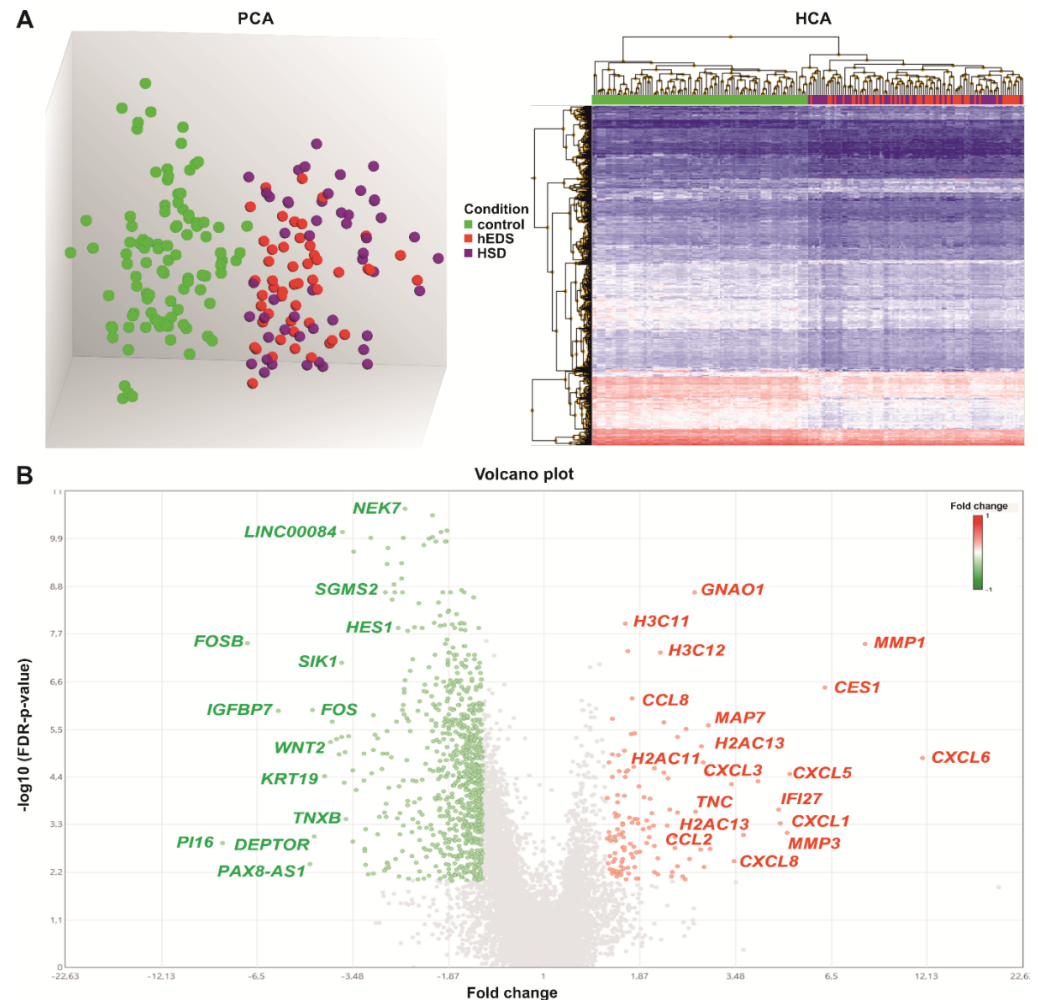 A
PCA
HCA
Condition
control
hEDS
HSD
B
Volcano plot
11
9.9
8.8
7.7
6.6
5.5
4.4
3.3
2.2
1.1
0
-log10 (FDR-p-value)
NEK7
LINC00084
SGMS2
HES1
FOSB
SIK1
IGFBP7
FOS
WNT2
KRT19
TNXB
PI16
DEPTOR
PAX8-AS1
Fold change
1
-1
GNAO1
H3C11
MMP1
H3C12
CES1
CCL8
MAP7
H2AC13
H2AC11
CXCL6
CXCL3
CXCL5
TNC
IFI27
H2AC13
CXCL1
CCL2
MMP3
CXCL8
-22.63
-12.13
-6.5
-3.48
-1.87
1
1.87
3.48
6.5
12.13
22.6
Fold change